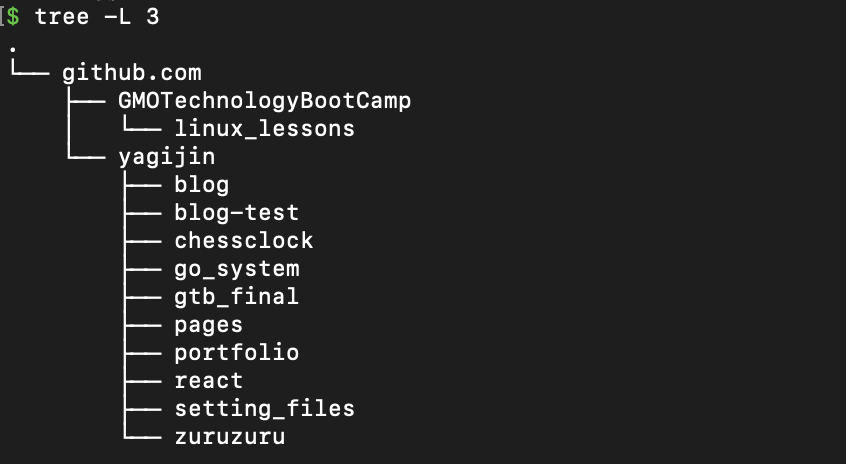 [$ tree -L 3
.
└── github.com
    ├── GMOTechnologyBootCamp
    │   └── linux_lessons
    └── yagijin
        ├── blog
        ├── blog-test
        ├── chessclock
        ├── go_system
        ├── gtb_final
        ├── pages
        ├── portfolio
        ├── react
        ├── setting_files
        └── zuruzuru